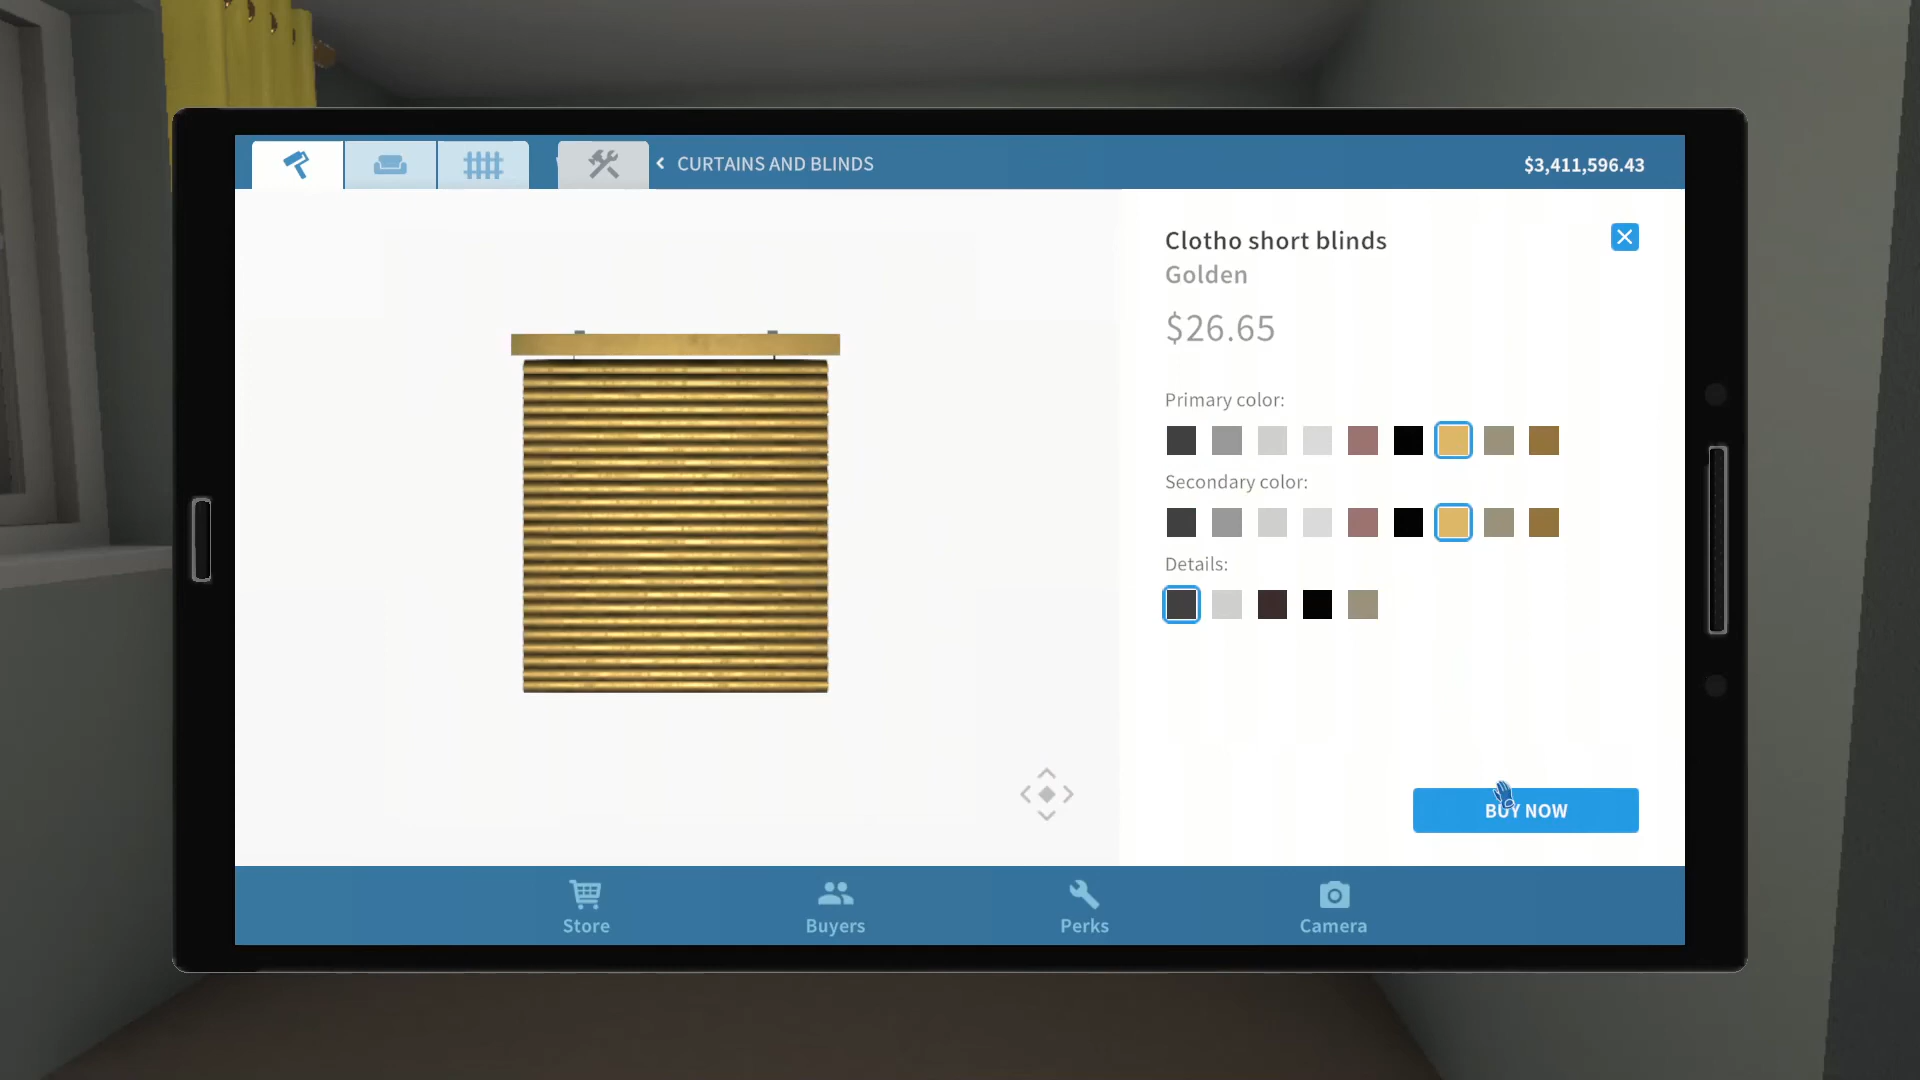 CURTAINS AND BLINDS
$3,411,596.43
Clotho short blinds
Golden
$26.65
Primary color:
Secondary color:
Details:
BUY NOW
Store
Buyers
Perks
Camera